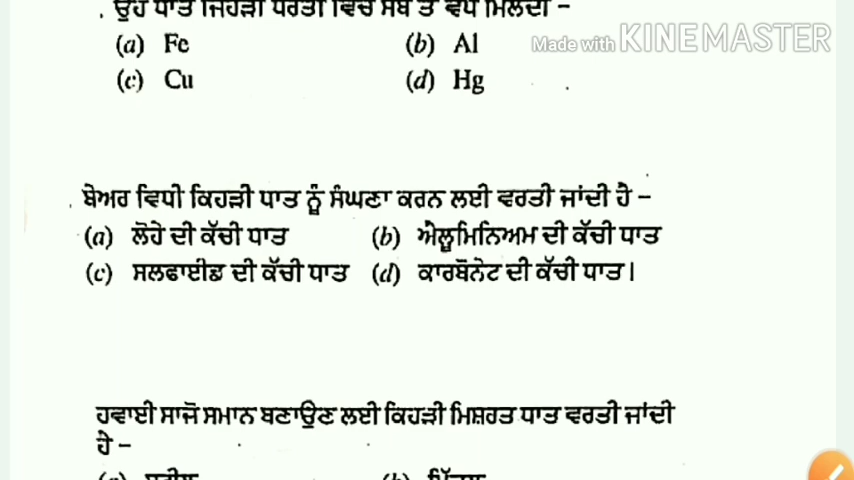 . ਉਹ ਧਾਤ ਜਿਹੜੀ ਧਰਤੀ ਵਿੱਚ ਸਭ ਤੋਂ ਵੱਧ ਮਿਲਦੀ –
(a) Fe (b) Al
Made with KINEMASTER
(c) Cu (d) Hg
. ਬੇਅਰ ਵਿਧੀ ਕਿਹੜੀ ਧਾਤ ਨੂੰ ਸੰਘਣਾ ਕਰਨ ਲਈ ਵਰਤੀ ਜਾਂਦੀ ਹੈ –
(a) ਲੋਹੇ ਦੀ ਕੱਚੀ ਧਾਤ (b) ਐਲੂਮਿਨਿਅਮ ਦੀ ਕੱਚੀ ਧਾਤ
(c) ਸਲਫਾਈਡ ਦੀ ਕੱਚੀ ਧਾਤ (d) ਕਾਰਬੋਨੇਟ ਦੀ ਕੱਚੀ ਧਾਤ।
ਹਵਾਈ ਸਾਜੋ ਸਮਾਨ ਬਣਾਉਣ ਲਈ ਕਿਹੜੀ ਮਿਸ਼ਰਤ ਧਾਤ ਵਰਤੀ ਜਾਂਦੀ
ਹੈ –